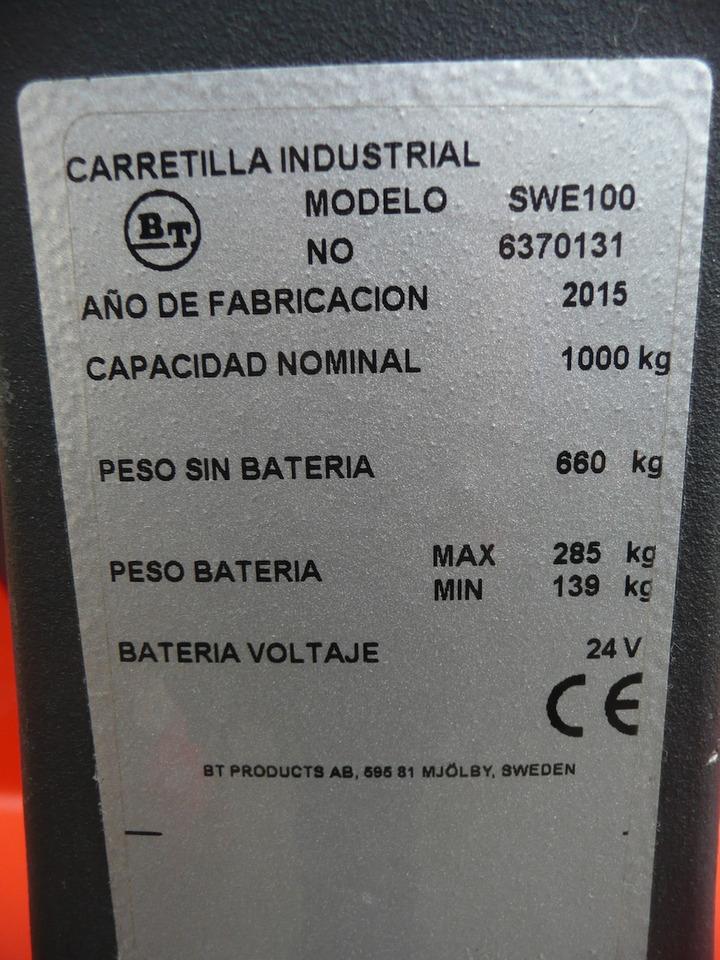 CARRETILLA INDUSTRIAL
BT
MODELO SWE100
NO 6370131
AÑO DE FABRICACION 2015
CAPACIDAD NOMINAL 1000 kg
PESO SIN BATERIA 660 kg
PESO BATERIA MAX 285 kg
MIN 139 kg
BATERIA VOLTAJE 24 V
CE
BT PRODUCTS AB, 595 81 MJÖLBY, SWEDEN